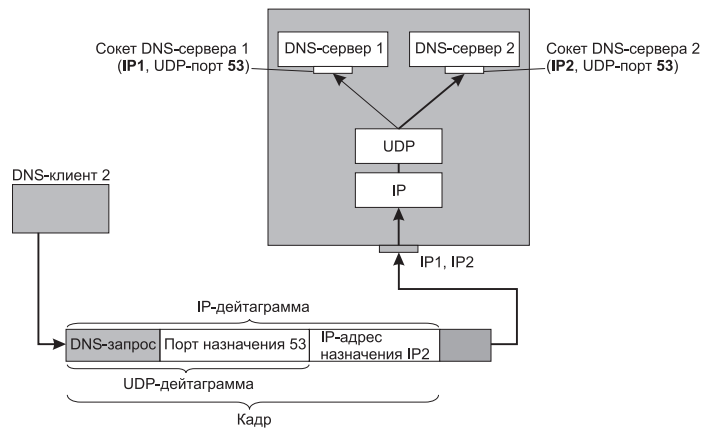 Сокет DNS-сервера 1
(IP1, UDP-порт 53)
DNS-сервер 1
DNS-сервер 2
Сокет DNS-сервера 2
(IP2, UDP-порт 53)
UDP
IP
DNS-клиент 2
IP1, IP2
IP-дейтаграмма
DNS-запрос
Порт назначения 53
IP-адрес
назначения IP2
UDP-дейтаграмма
Кадр